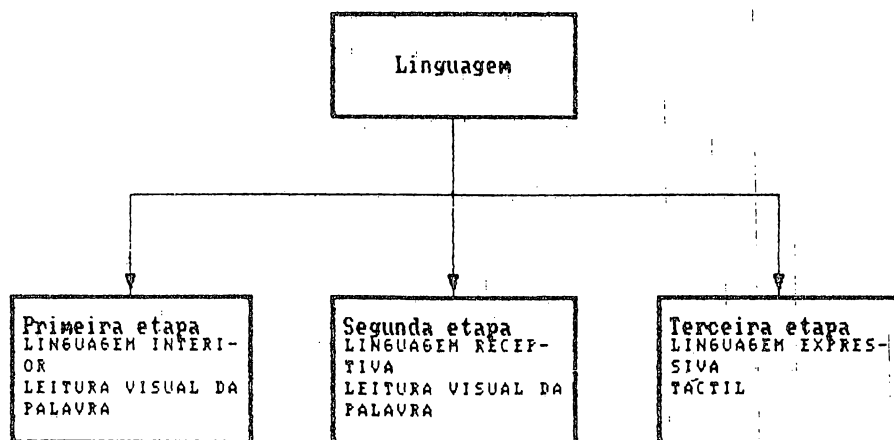 Linguagem
Primeira etapa
LINGUAGEM INTERI-
OR
LEITURA VISUAL DA
PALAVRA
Segunda etapa
LINGUAGEM RECEP-
TIVA
LEITURA VISUAL DA
PALAVRA
Terceira etapa
LINGUAGEM EXPRES-
SIVA
TÁCTIL